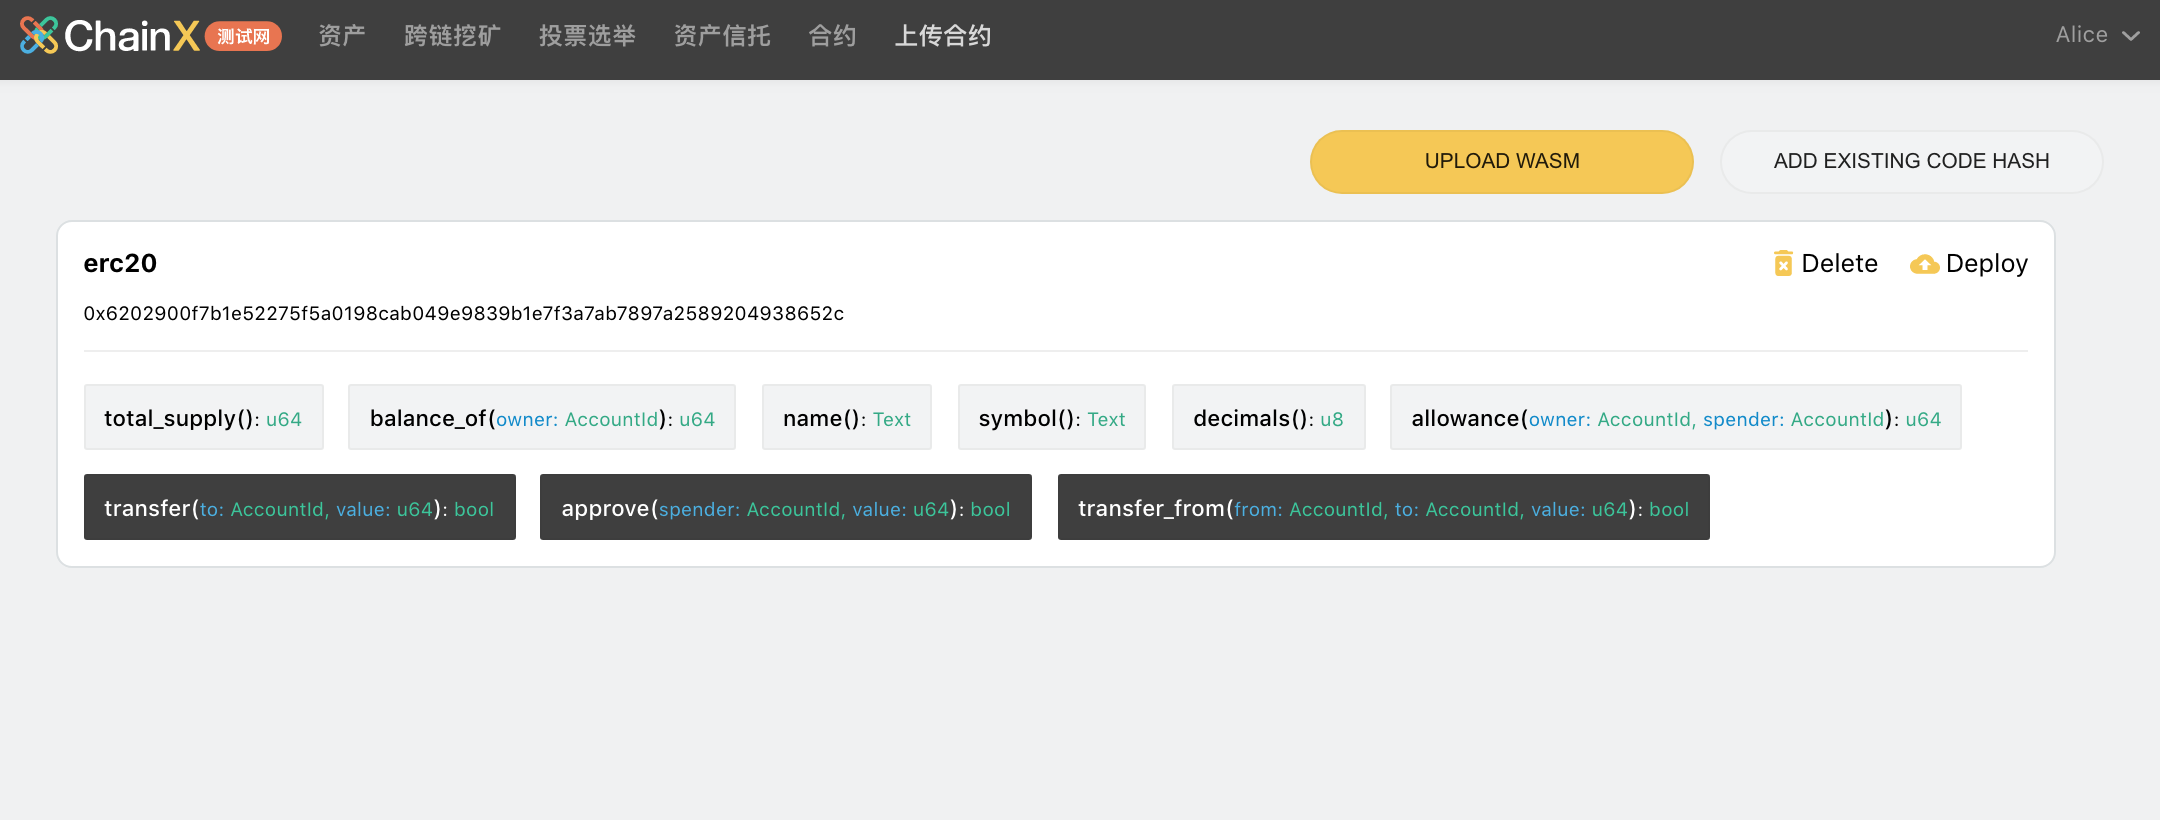 ChainX 测试网 资产 跨链挖矿 投票选举 资产信托 合约 上传合约 Alice
UPLOAD WASM ADD EXISTING CODE HASH
erc20 Delete Deploy
0x6202900f7b1e52275f5a0198cab049e9839b1e7f3a7ab7897a2589204938652c
total_supply(): u64 balance_of(owner: AccountId): u64 name(): Text symbol(): Text decimals(): u8 allowance(owner: AccountId, spender: AccountId): u64
transfer(to: AccountId, value: u64): bool approve(spender: AccountId, value: u64): bool transfer_from(from: AccountId, to: AccountId, value: u64): bool